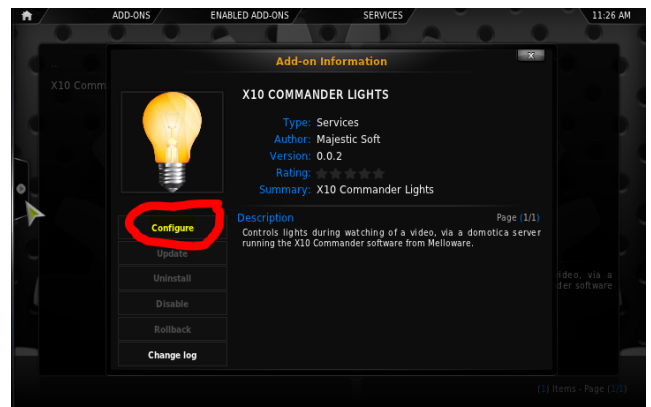 ADD-ONS ENABLED ADD-ONS SERVICES 11:26 AM
Add-on Information
x
..
X10 Comm
X10 COMMANDER LIGHTS
Type: Services
Author: Majestic Soft
Version: 0.0.2
Rating:
Summary: X10 Commander Lights
Configure
Update
Uninstall
Disable
Rollback
Change log
Description Page (1/1)
Controls lights during watching of a video, via a domotica server
running the X10 Commander software from Melloware.
video, via a
der software
(1) Items - Page (1/1)